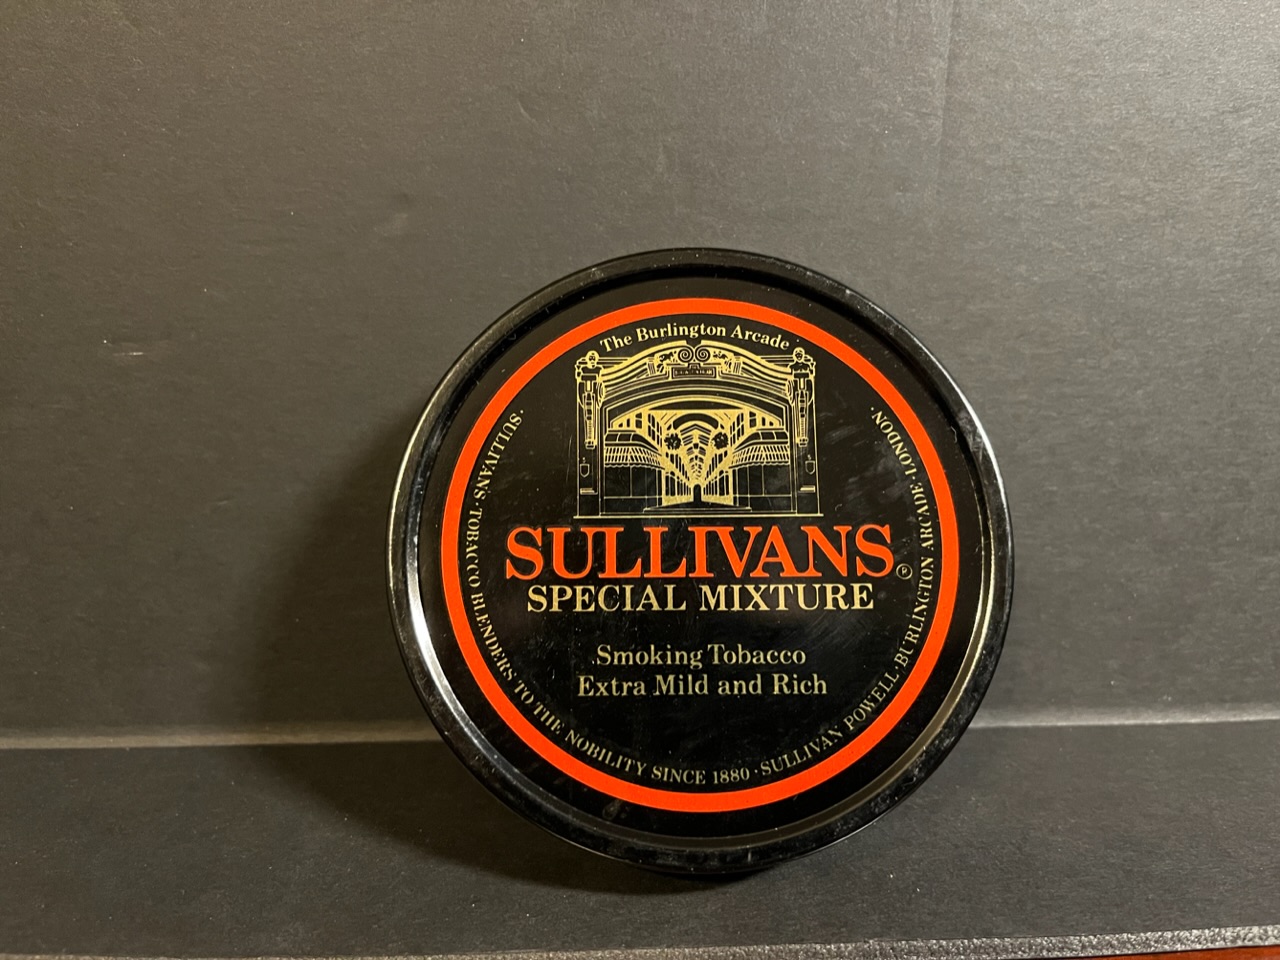 The Burlington Arcade
SULLIVANS®
SPECIAL MIXTURE
Smoking Tobacco
Extra Mild and Rich
· SULLIVANS · TOBACCO BLENDERS · TO THE NOBILITY SINCE 1880 · SULLIVAN POWELL · BURLINGTON ARCADE · LONDON ·